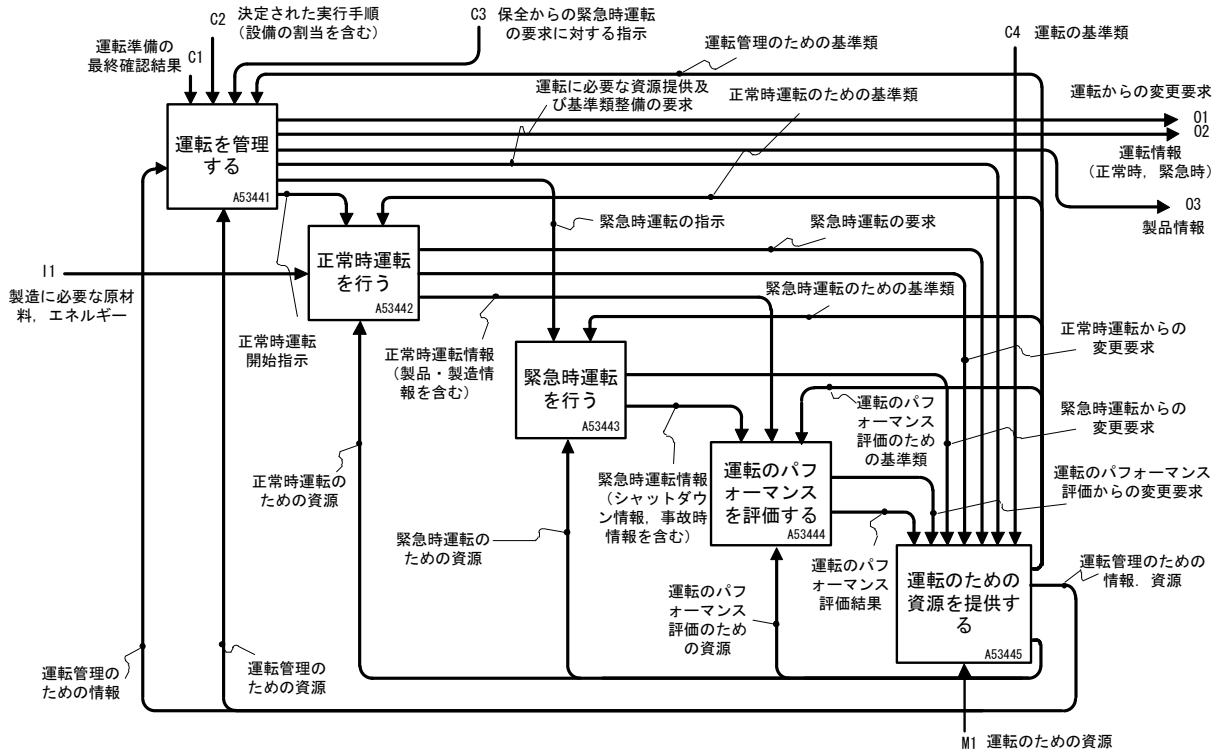 C2 決定された実行手順
(設備の割当を含む)
C3 保全からの緊急時運転
の要求に対する指示
運転準備の
最終確認結果
C1
運転管理のための基準類
C4 運転の基準類
運転に必要な資源提供及
び基準類整備の要求
正常時運転のための基準類
運転からの変更要求
O1
O2
運転情報
(正常時, 緊急時)
O3
製品情報
運転を管理
する
A53441
緊急時運転の指示
緊急時運転の要求
I1
製造に必要な原材
料, エネルギー
正常時運転
を行う
A53442
緊急時運転のための基準類
正常時運転
開始指示
正常時運転情報
(製品・製造情
報を含む)
正常時運転からの
変更要求
緊急時運転
を行う
A53443
運転のパフ
ォーマンス
評価のため
の基準類
緊急時運転からの
変更要求
運転のパフォーマンス
評価からの変更要求
正常時運転の
ための資源
緊急時運転情報
(シャットダウ
ン情報, 事故時
情報を含む)
運転のパフ
ォーマンス
を評価する
A53444
緊急時運転の
ための資源
運転のパフ
ォーマンス
評価のため
の資源
運転のパフ
ォーマンス
評価結果
運転のための
資源を提供す
る
A53445
運転管理のための
情報. 資源
運転管理の
ための情報
運転管理の
ための資源
M1 運転のための資源